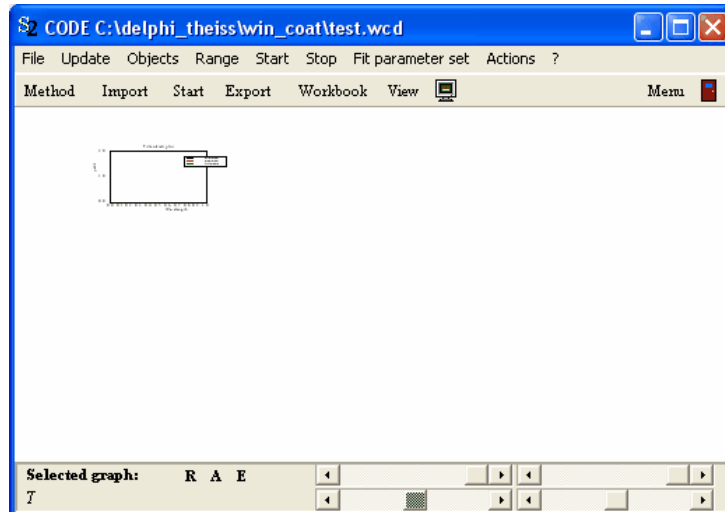 S2 CODE C:\delphi_theiss\win_coat\test.wcd
File Update Objects Range Start Stop Fit parameter set Actions ?
Method Import Start Export Workbook View Menu
Selected graph: R A E
T